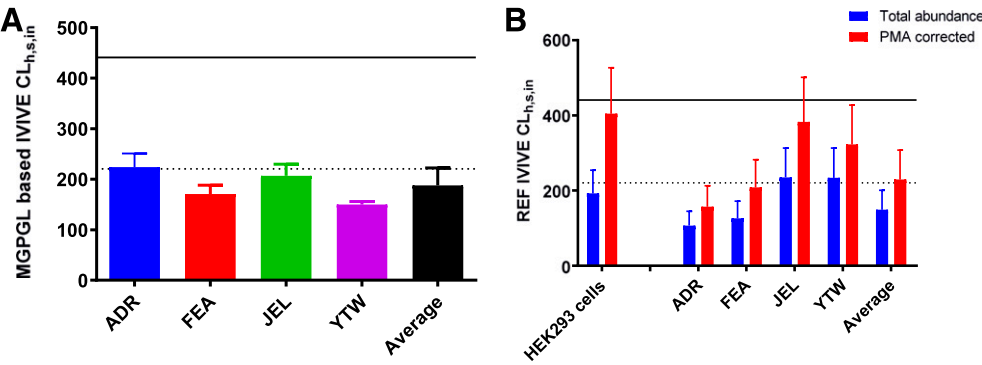 A
MGPGL based IVIVE CLh,s,in
500
400
300
200
100
0
ADR
FEA
JEL
YTW
Average
B
Total abundance
PMA corrected
REF IVIVE CLh,s,in
600
400
200
0
HEK293 cells
ADR
FEA
JEL
YTW
Average